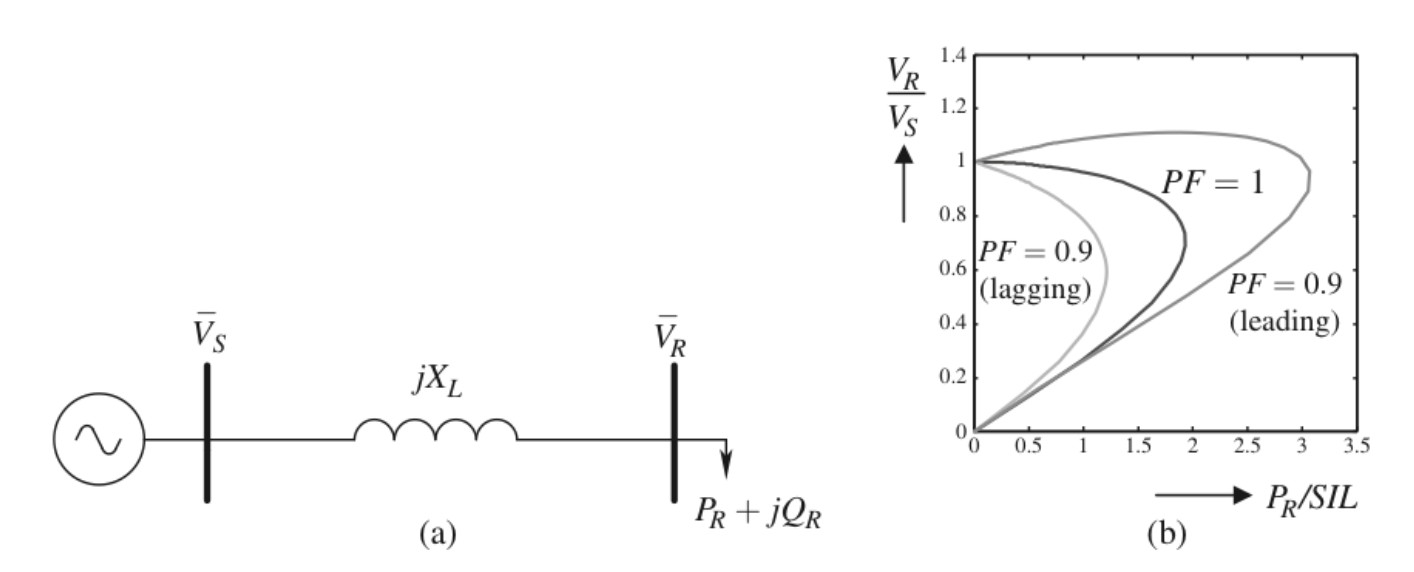 V̄_S
jX_L
V̄_R
P_R + jQ_R
(a)
V_R
V_S
1.4
1.2
1
0.8
0.6
0.4
0.2
0
PF = 1
PF = 0.9
(lagging)
PF = 0.9
(leading)
0 0.5 1 1.5 2 2.5 3 3.5
P_R/SIL
(b)